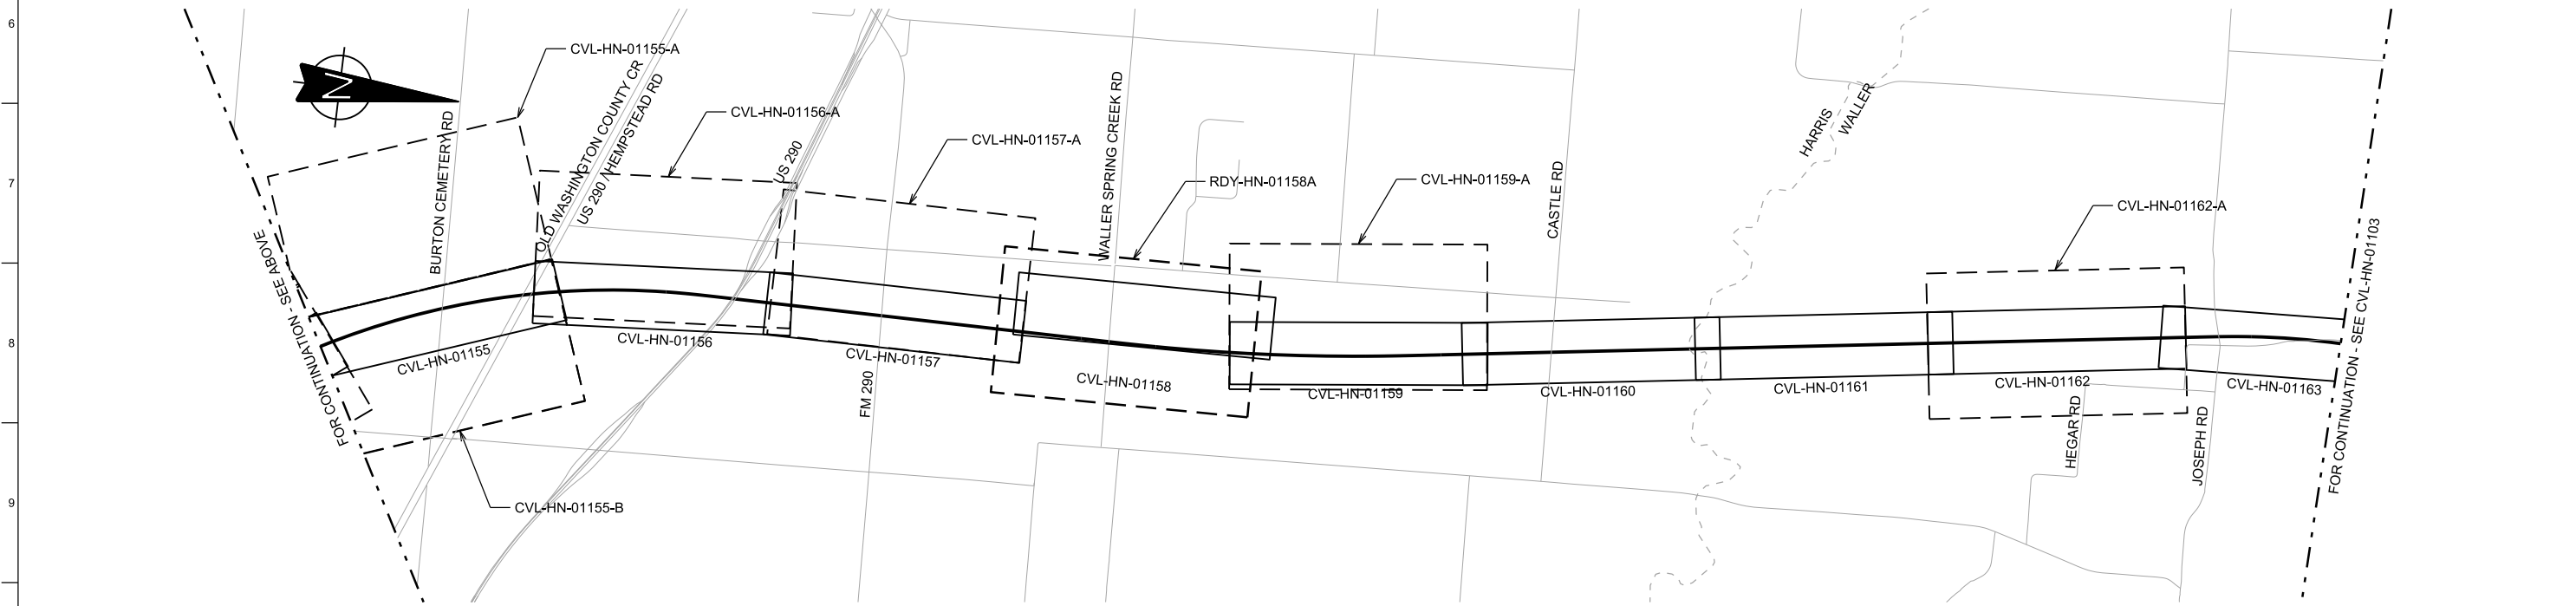 6
7
8
9
N
CVL-HN-01155-A
CVL-HN-01156-A
CVL-HN-01157-A
RDY-HN-01158A
CVL-HN-01159-A
CVL-HN-01162-A
CVL-HN-01155-B
BURTON CEMETERY RD
OLD WASHINGTON COUNTY CR
US 290 / HEMPSTEAD RD
US 290
WALLER SPRING CREEK RD
CASTLE RD
HARRIS
WALLER
FOR CONTINUATION - SEE ABOVE
FOR CONTINUATION - SEE CVL-HN-01103
CVL-HN-01155
CVL-HN-01156
CVL-HN-01157
CVL-HN-01158
CVL-HN-01159
CVL-HN-01160
CVL-HN-01161
CVL-HN-01162
CVL-HN-01163
FM 290
HEGAR RD
JOSEPH RD